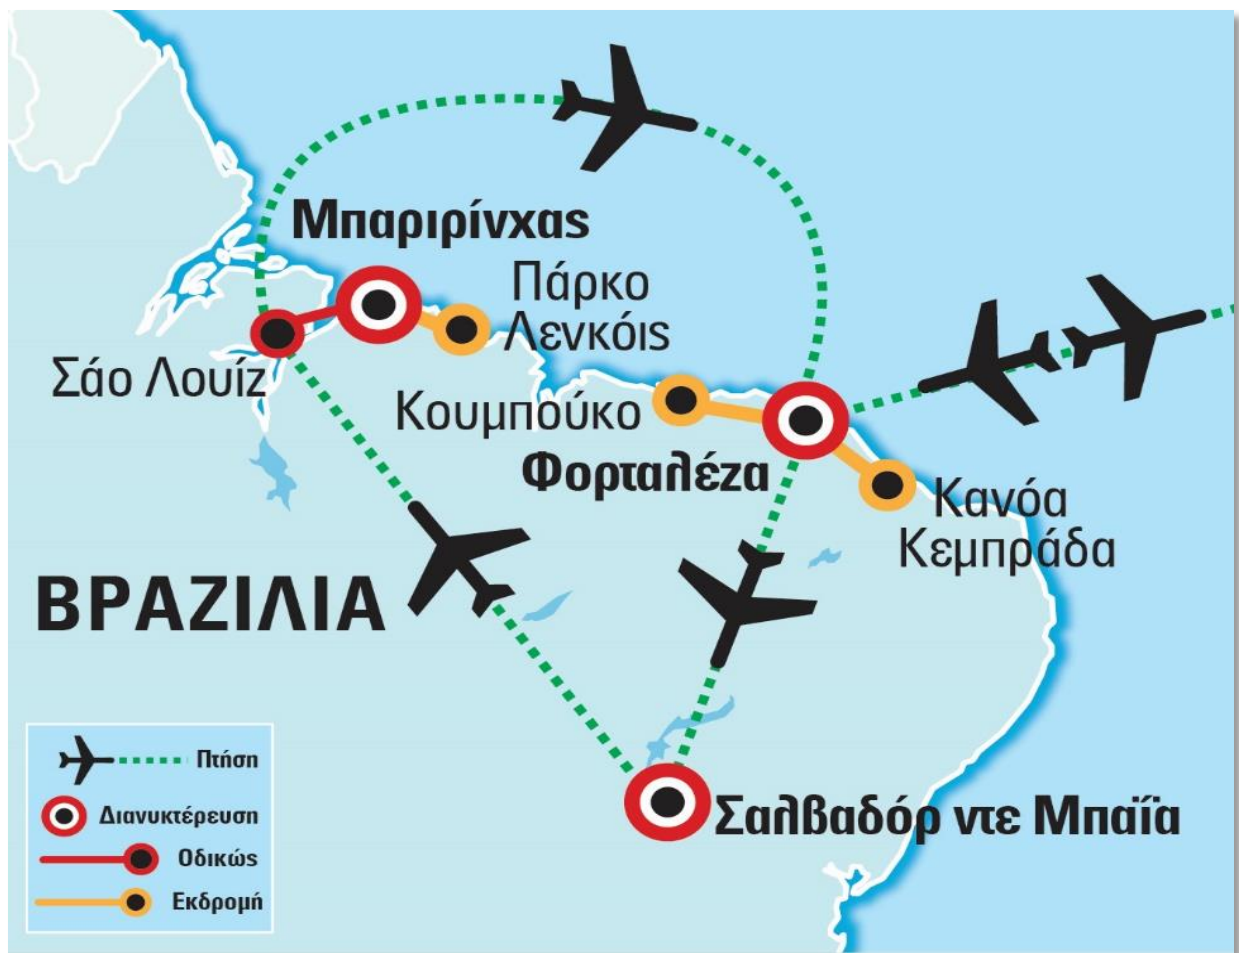 Μπαριρίνχας
Πάρκο
Λενκόις
Σάο Λουίζ
Κουμπούκο
Φορταλέζα
Κανόα
Κεμπράδα
ΒΡΑΖΙΛΙΑ
Σαλβαδόρ ντε Μπαΐα
Πτήση
Διανυκτέρευση
Οδικώς
Εκδρομή